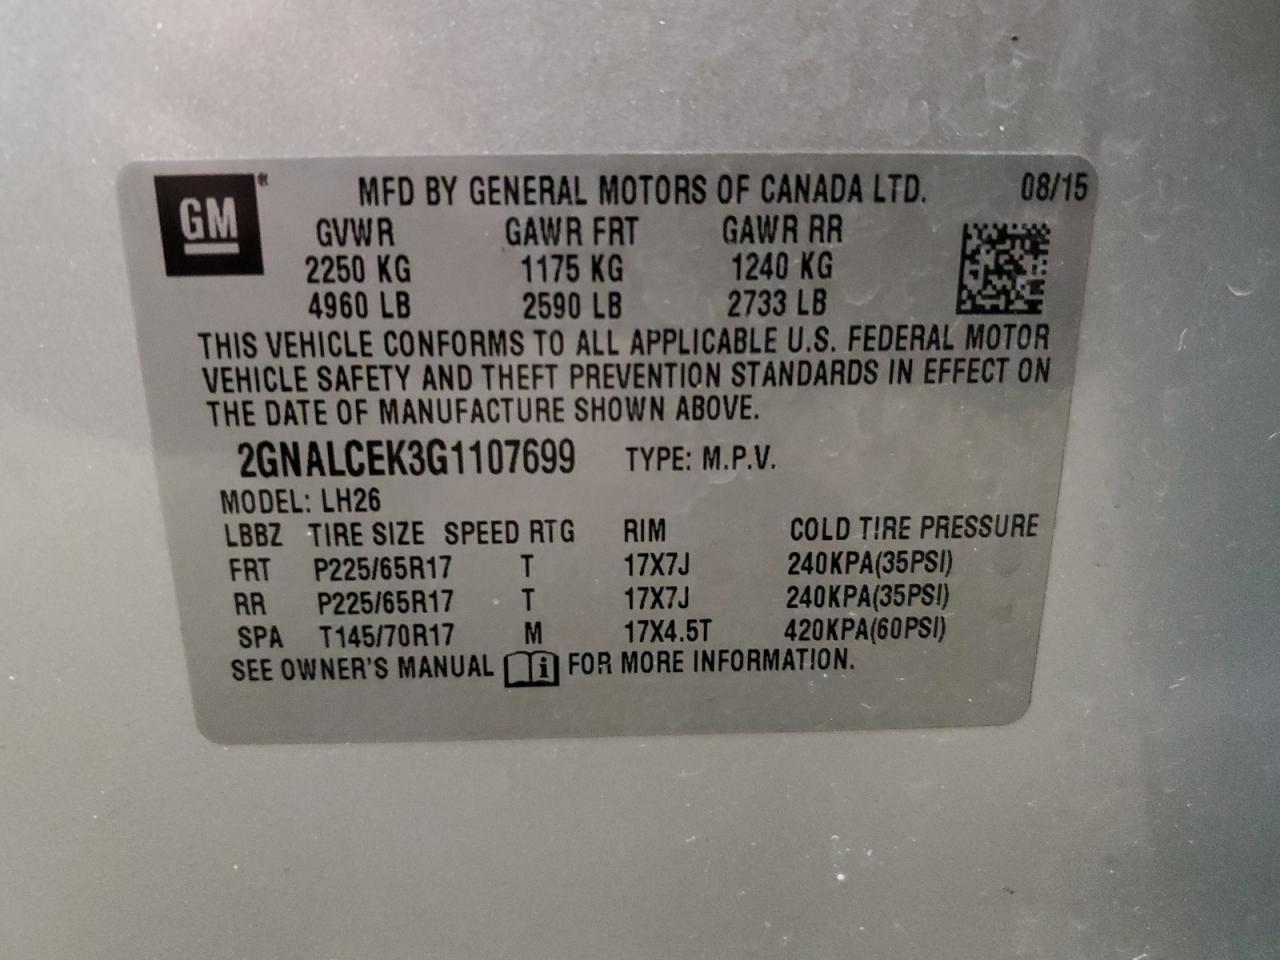 GM® MFD BY GENERAL MOTORS OF CANADA LTD. 08/15
GVWR GAWR FRT GAWR RR
2250 KG 1175 KG 1240 KG
4960 LB 2590 LB 2733 LB
THIS VEHICLE CONFORMS TO ALL APPLICABLE U.S. FEDERAL MOTOR
VEHICLE SAFETY AND THEFT PREVENTION STANDARDS IN EFFECT ON
THE DATE OF MANUFACTURE SHOWN ABOVE.
2GNALCEK3G1107699 TYPE: M.P.V.
MODEL: LH26
LBBZ TIRE SIZE SPEED RTG RIM COLD TIRE PRESSURE
FRT P225/65R17 T 17X7J 240KPA(35PSI)
RR P225/65R17 T 17X7J 240KPA(35PSI)
SPA T145/70R17 M 17X4.5T 420KPA(60PSI)
SEE OWNER'S MANUAL i FOR MORE INFORMATION.